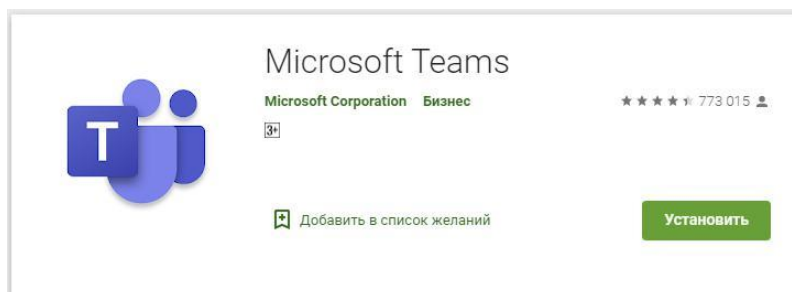 Microsoft Teams
Microsoft Corporation Бизнес
773 015
3+
T
Добавить в список желаний
Установить